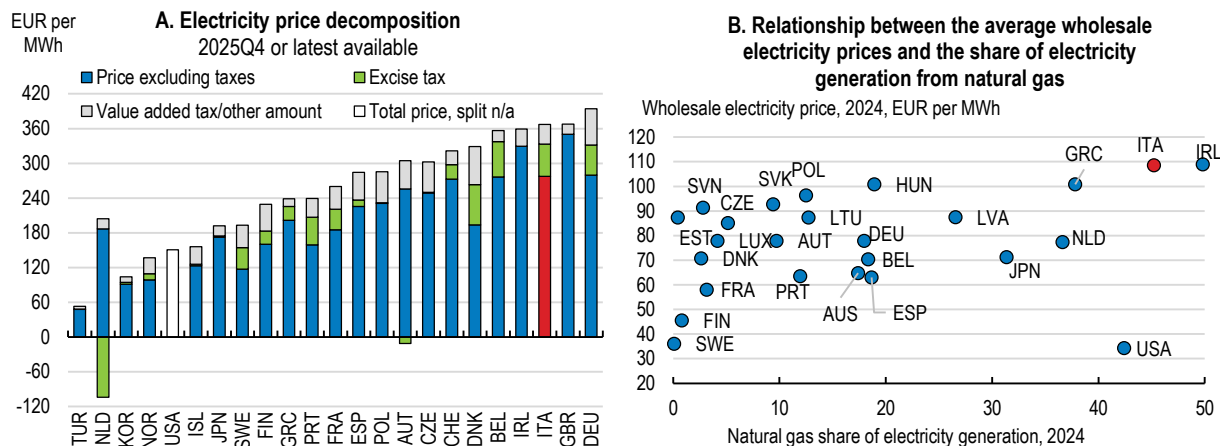 EUR per
MWh
A. Electricity price decomposition
2025Q4 or latest available
Price excluding taxes
Excise tax
Value added tax/other amount
Total price, split n/a
420
360
300
240
180
120
60
0
-60
-120
TUR
NLD
KOR
NOR
USA
ISL
JPN
SWE
FIN
GRC
PRT
FRA
ESP
POL
AUT
CZE
CHE
DNK
BEL
IRL
ITA
GBR
DEU
B. Relationship between the average wholesale
electricity prices and the share of electricity
generation from natural gas
Wholesale electricity price, 2024, EUR per MWh
120
110
100
90
80
70
60
50
40
30
20
ITA
IRL
GRC
POL
SVK
HUN
SVN
CZE
LTU
LVA
EST
LUX
AUT
DEU
NLD
DNK
BEL
JPN
FRA
PRT
AUS
ESP
FIN
SWE
USA
0
10
20
30
40
50
Natural gas share of electricity generation, 2024